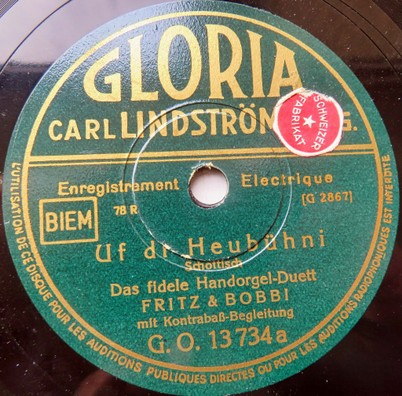 GLORIA
CARL LINDSTRÖM G.
SCHWEIZER
FABRIKAT
Enregistrement Electrique
BIEM 78 R (G 2867)
Uf dr Heubühni
Schottisch
Das fidele Handorgel-Duett
FRITZ & BOBBI
mit Kontrabaß-Begleitung
G. O. 13734a
L'UTILISATION DE CE DISQUE POUR LES AUDITIONS PUBLIQUES DIRECTES OU POUR LES AUDITIONS RADIOPHONIQUES EST INTERDITE